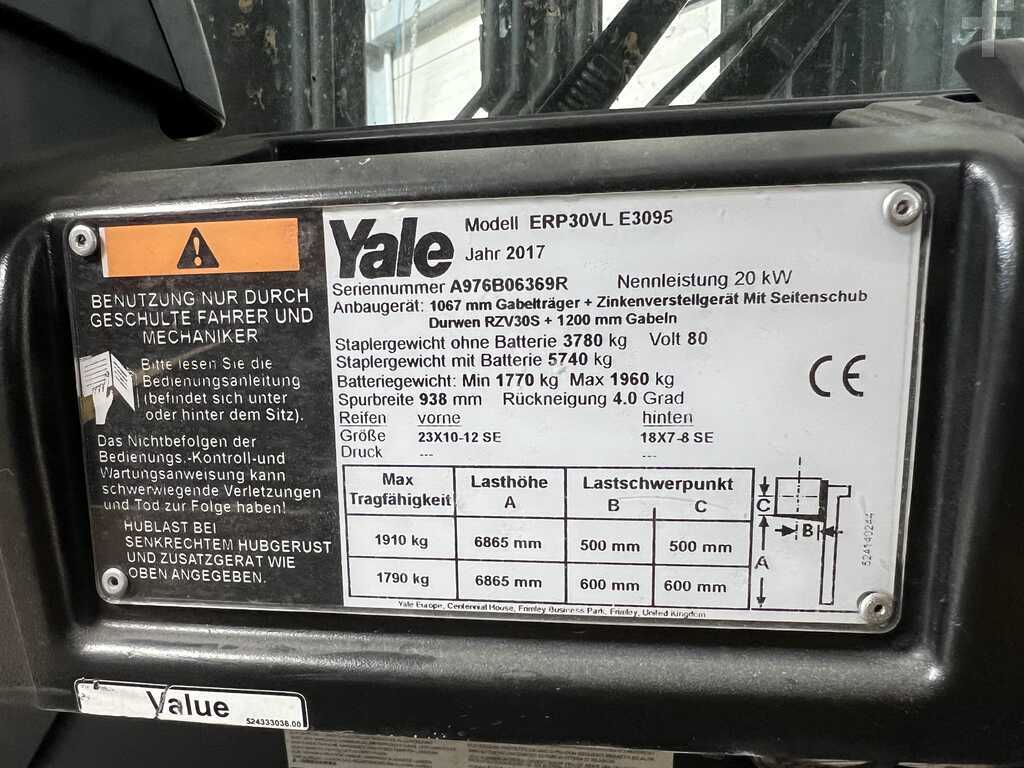 BENUTZUNG NUR DURCH
GESCHULTE FAHRER UND
MECHANIKER
Bitte lesen Sie die
Bedienungsanleitung
(befindet sich unter
oder hinter dem Sitz).
Das Nichtbefolgen der
Bedienungs.-Kontroll-und
Wartungsanweisung kann
schwerwiegende Verletzungen
und Tod zur Folge haben!
HUBLAST BEI
SENKRECHTEM HUBGERUST
UND ZUSATZGERAT WIE
OBEN ANGEGEBEN.
Yale
Modell ERP30VL E3095
Jahr 2017
Seriennummer A976B06369R Nennleistung 20 kW
Anbaugerät: 1067 mm Gabelträger + Zinkenverstellgerät Mit Seitenschub
Durwen RZV30S + 1200 mm Gabeln
Staplergewicht ohne Batterie 3780 kg Volt 80
Staplergewicht mit Batterie 5740 kg
Batteriegewicht: Min 1770 kg Max 1960 kg
Spurbreite 938 mm Rückneigung 4.0 Grad
Reifen vorne hinten
Größe 23X10-12 SE 18X7-8 SE
Druck --- ---
CE
Max Tragfähigkeit Lasthöhe A Lastschwerpunkt B C
1910 kg 6865 mm 500 mm 500 mm
1790 kg 6865 mm 600 mm 600 mm
C
B
A
524140244
Yale Europe, Centennial House, Frimley Business Park, Frimley, United Kingdom
Value
524333038.00